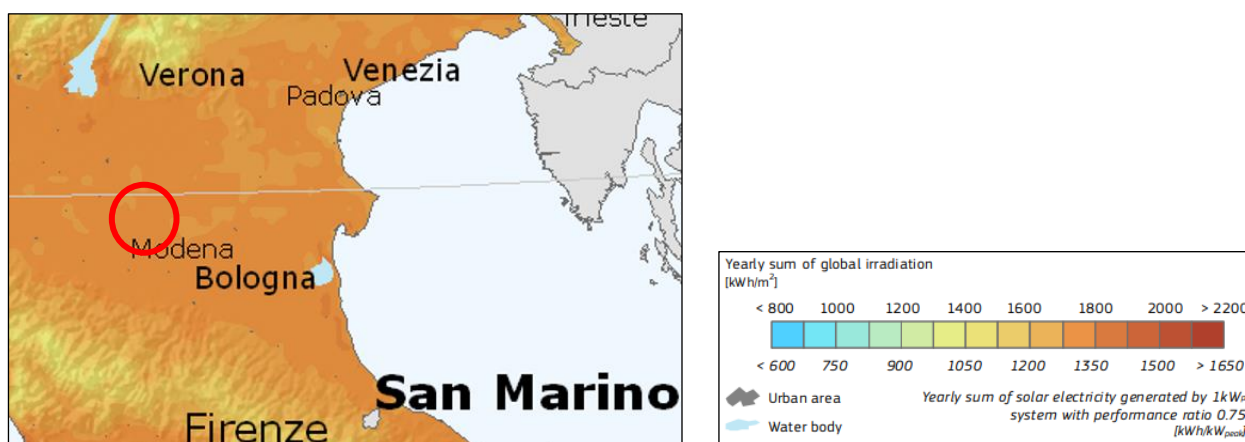 Trieste
Verona
Venezia
Padova
Modena
Bologna
San Marino
Firenze
Yearly sum of global irradiation
[kWh/m²]
< 800 1000 1200 1400 1600 1800 2000 > 2200
< 600 750 900 1050 1200 1350 1500 > 1650
Urban area
Water body
Yearly sum of solar electricity generated by 1kWp
system with performance ratio 0.75
[kWh/kWpeak]